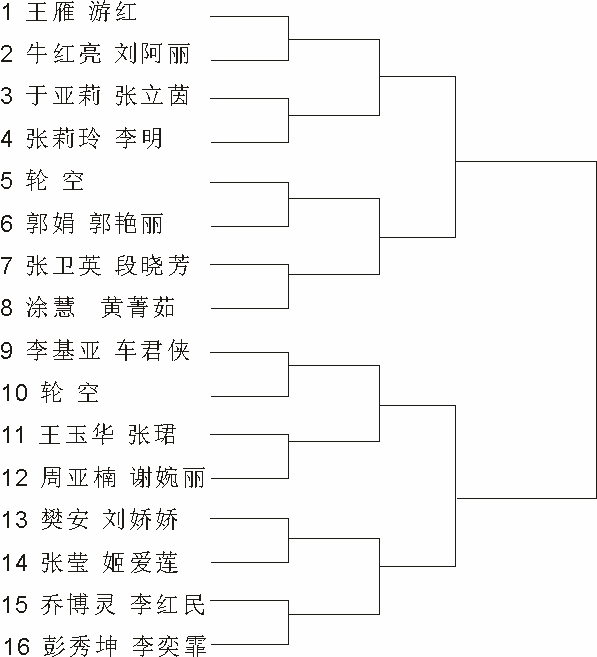 1 王雁 游红
2 牛红亮 刘阿丽
3 于亚莉 张立茵
4 张莉玲 李明
5 轮 空
6 郭娟 郭艳丽
7 张卫英 段晓芳
8 涂慧 黄菁茹
9 李基亚 车君侠
10 轮 空
11 王玉华 张珺
12 周亚楠 谢婉丽
13 樊安 刘娇娇
14 张莹 姬爱莲
15 乔博灵 李红民
16 彭秀坤 李奕霏